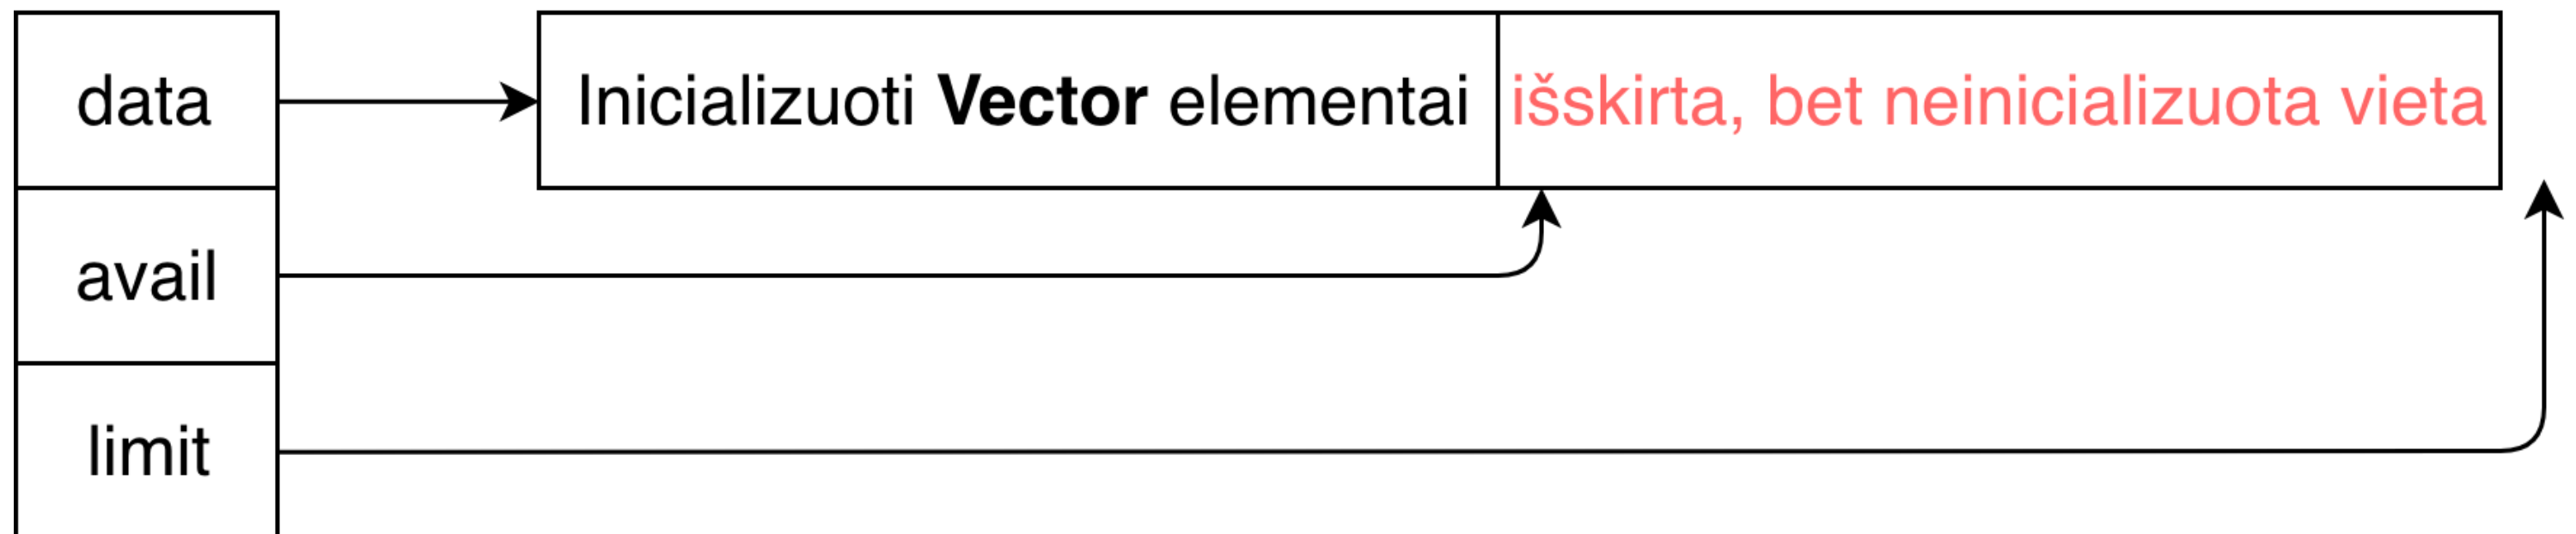 data
Inicializuoti Vector elementai
išskirta, bet neinicializuota vieta
avail
limit